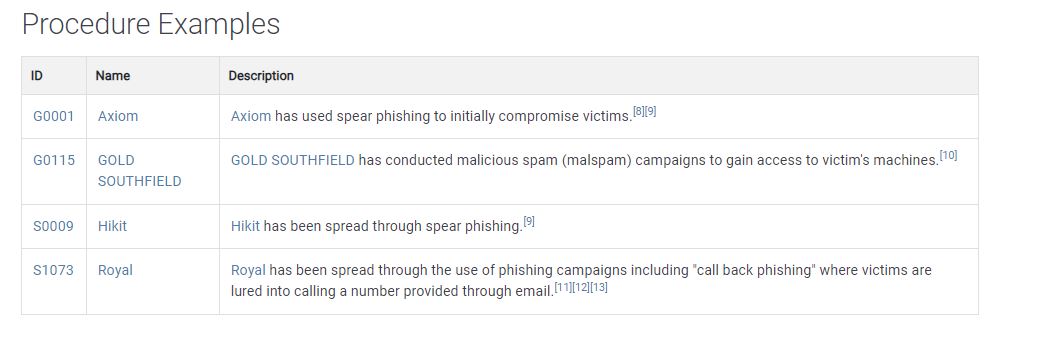 Procedure Examples
ID Name Description
G0001 Axiom Axiom has used spear phishing to initially compromise victims.[8][9]
G0115 GOLD SOUTHFIELD GOLD SOUTHFIELD has conducted malicious spam (malspam) campaigns to gain access to victim's machines.[10]
S0009 Hikit Hikit has been spread through spear phishing.[9]
S1073 Royal Royal has been spread through the use of phishing campaigns including "call back phishing" where victims are
lured into calling a number provided through email.[11][12][13]